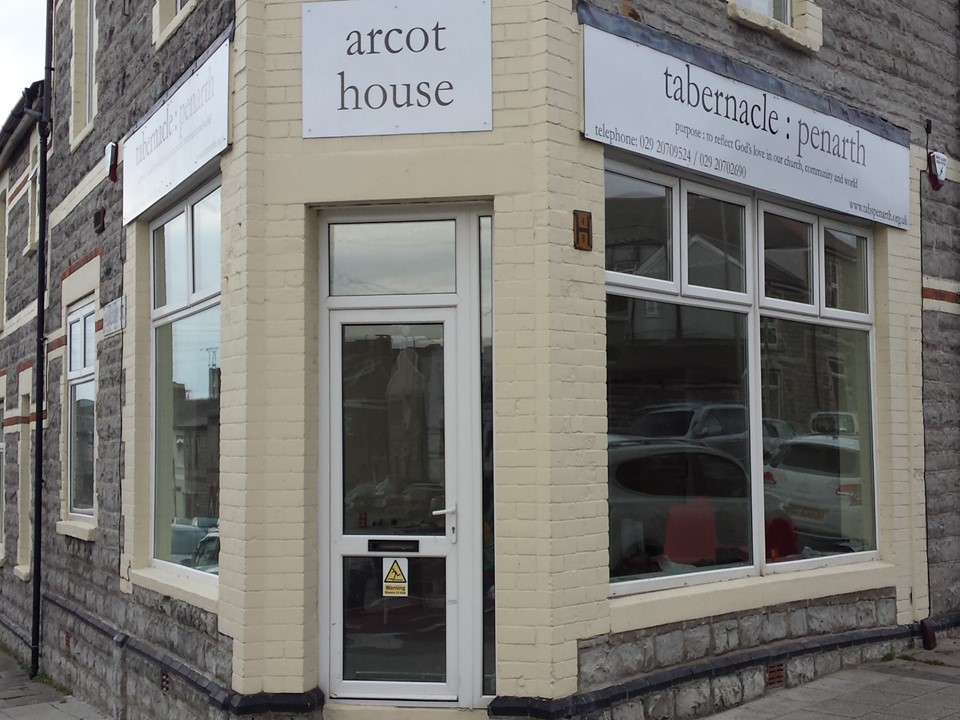 arcot
house
tabernacle : penarth
tabernacle : penarth
purpose : to reflect God's love in our church, community and world
telephone: 029 20709524 / 029 20702690
www.tabspenarth.org.uk
H
Warning